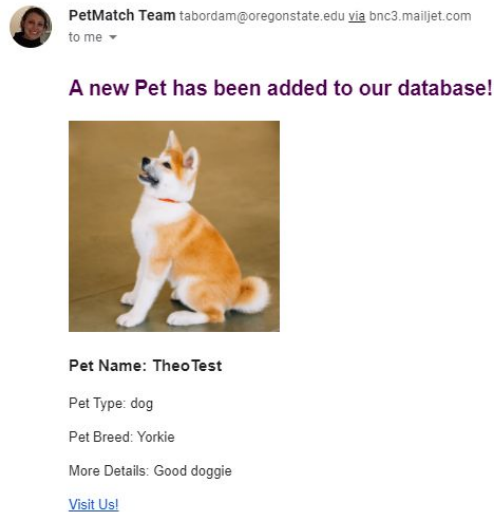 PetMatch Team tabordam@oregonstate.edu via bnc3.mailjet.com
to me
A new Pet has been added to our database!
Pet Name: TheoTest
Pet Type: dog
Pet Breed: Yorkie
More Details: Good doggie
Visit Us!